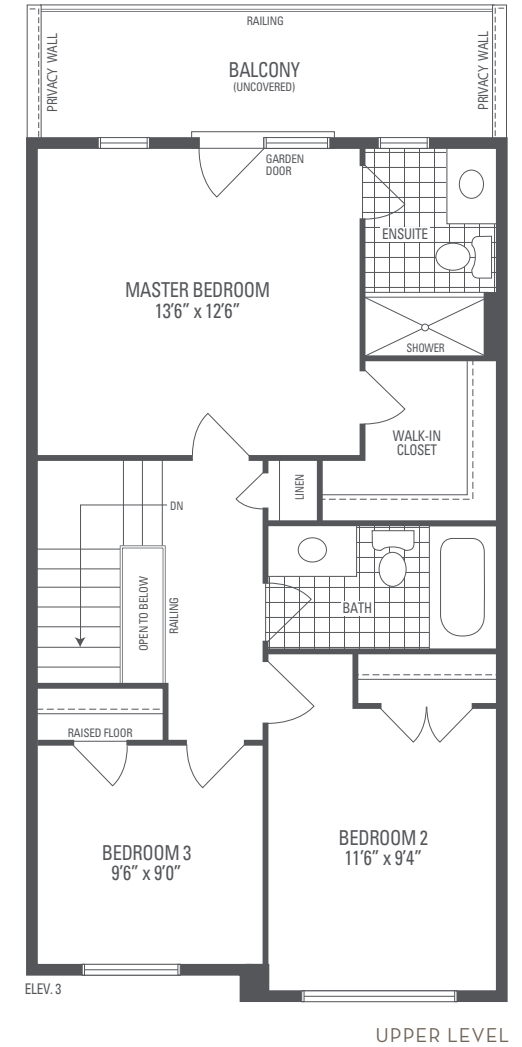 RAILING
PRIVACY WALL
PRIVACY WALL
BALCONY
(UNCOVERED)
GARDEN
DOOR
ENSUITE
MASTER BEDROOM
13'6” x 12'6”
SHOWER
WALK-IN
CLOSET
LINEN
DN
OPEN TO BELOW
RAILING
BATH
RAISED FLOOR
BEDROOM 3
9'6” x 9'0”
BEDROOM 2
11'6” x 9'4”
ELEV. 3
UPPER LEVEL